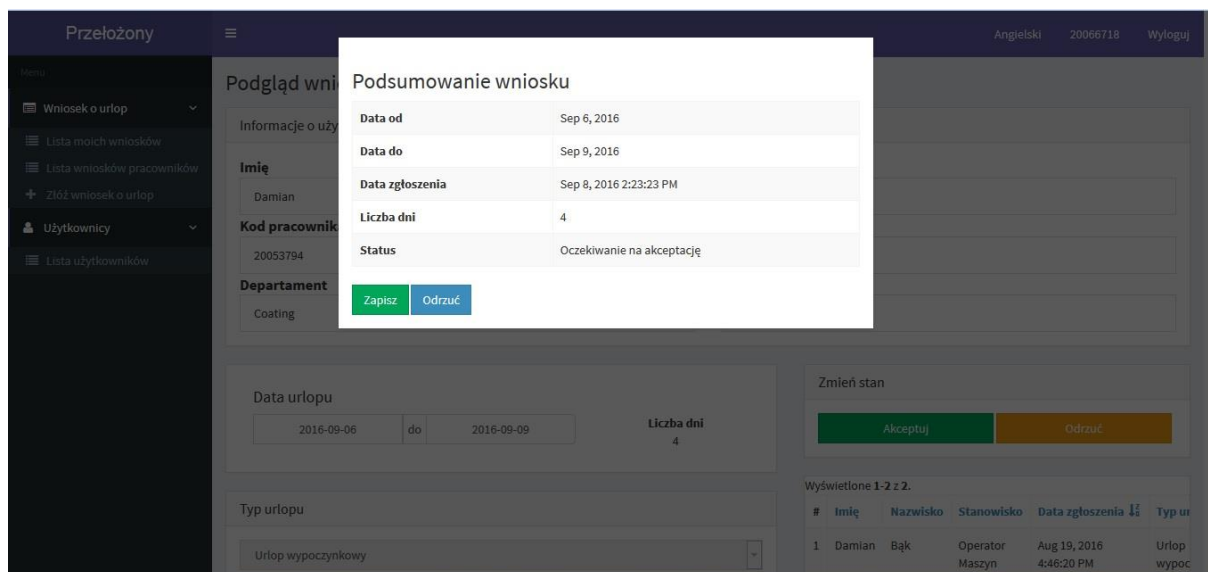 Przełożony
Angielski 20066718 Wyloguj
Menu
Wniosek o urlop
Lista moich wniosków
Lista wniosków pracowników
Złóż wniosek o urlop
Użytkownicy
Lista użytkowników
Podgląd
Informacje o
Imię
Damian
Kod
20053794
Departament
Coating
Podsumowanie wniosku
Data od Sep 6, 2016
Data do Sep 9, 2016
Data zgłoszenia Sep 8, 2016 2:23:23 PM
Liczba dni 4
Status Oczekiwanie na akceptację
Zapisz Odrzuć
Data urlopu
2016-09-06 do 2016-09-09
Liczba dni
4
Typ urlopu
Urlop wypoczynkowy
Zmień stan
Akceptuj Odrzuć
Wyświetlone 1-2 z 2.
# Imię Nazwisko Stanowisko Data zgłoszenia Typ
1 Damian Bąk Operator Aug 19, 2016 Urlop
Maszyn 4:46:20 PM